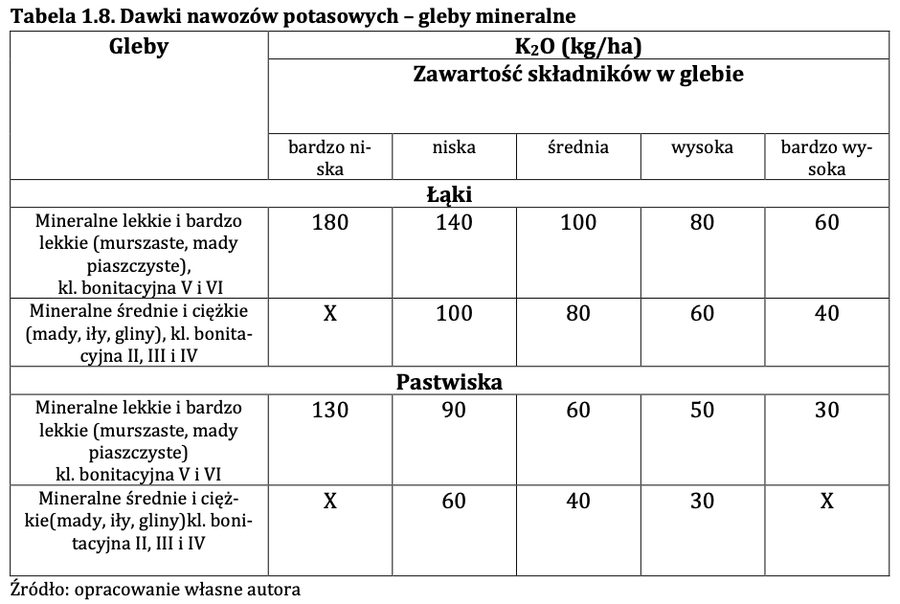 Tabela 1.8. Dawki nawozów potasowych – gleby mineralne
Gleby
K₂O (kg/ha)
Zawartość składników w glebie
bardzo ni-
ska
niska
średnia
wysoka
bardzo wy-
soka
Łąki
Mineralne lekkie i bardzo
lekkie (murszaste, mady
piaszczyste),
kl. bonitacyjna V i VI
180
140
100
80
60
Mineralne średnie i ciężkie
(mady, iły, gliny), kl. bonita-
cyjna II, III i IV
X
100
80
60
40
Pastwiska
Mineralne lekkie i bardzo
lekkie (murszaste, mady
piaszczyste)
kl. bonitacyjna V i VI
130
90
60
50
30
Mineralne średnie i cięż-
kie(mady, iły, gliny)kl. boni-
tacyjna II, III i IV
X
60
40
30
X
Źródło: opracowanie własne autora